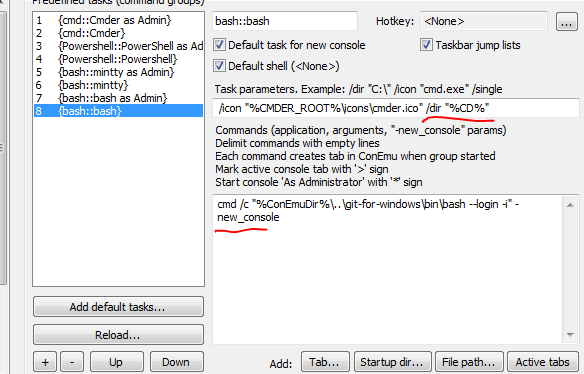 Predefined tasks (command groups)
1 {cmd::Cmder as Admin}
2 {cmd::Cmder}
3 {Powershell::PowerShell as Ad
4 {Powershell::Powershell}
5 {bash::mintty as Admin}
6 {bash::mintty}
7 {bash::bash as Admin}
8 {bash::bash}
Add default tasks...
Reload...
+ - Up Down
bash::bash Hotkey: <None> ...
Default task for new console Taskbar jump lists
Default shell (<None>)
Task parameters. Example: /dir "C:\" /icon "cmd.exe" /single
/icon "%CMDER_ROOT%\icons\cmder.ico" /dir "%CD%"
Commands (application, arguments, "-new_console" params)
Delimit commands with empty lines
Each command creates tab in ConEmu when group started
Mark active console tab with '>' sign
Start console 'As Administrator' with '*' sign
cmd /c "%ConEmuDir%\..\git-for-windows\bin\bash --login -i" -
new_console
Add: Tab... Startup dir... File path... Active tabs